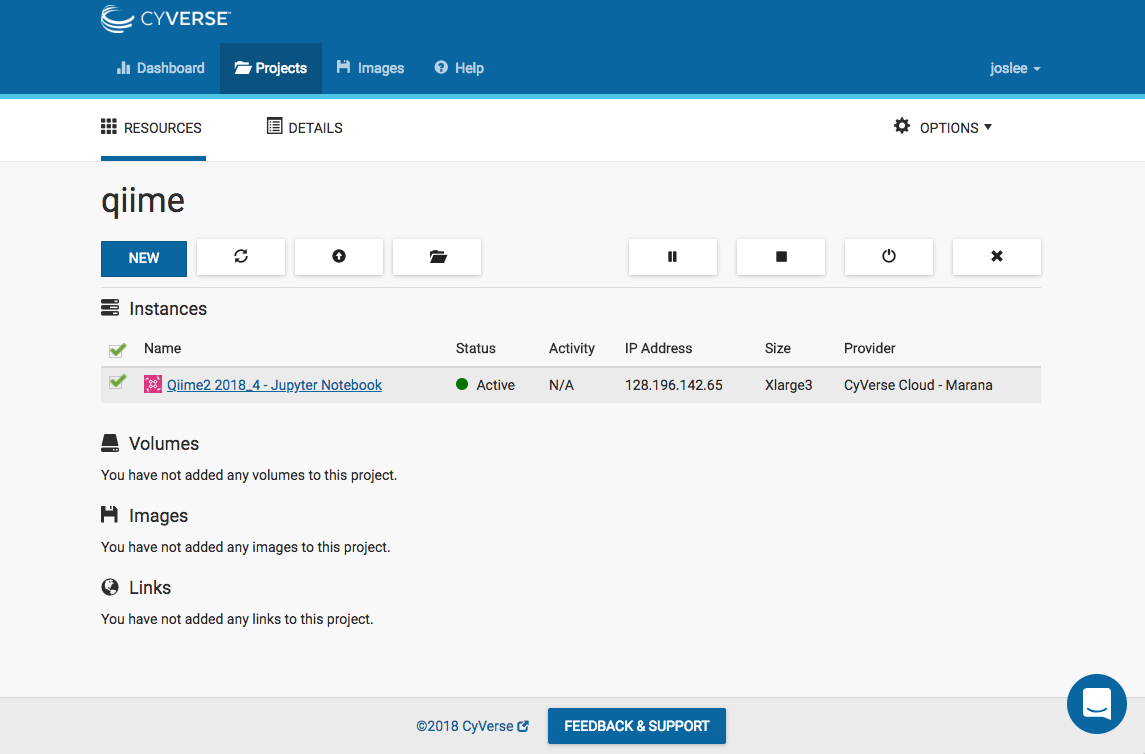 CYVERSE
Dashboard Projects Images Help joslee
RESOURCES DETAILS OPTIONS
qiime
NEW
Instances
Name Status Activity IP Address Size Provider
Qiime2 2018_4 - Jupyter Notebook Active N/A 128.196.142.65 Xlarge3 CyVerse Cloud - Marana
Volumes
You have not added any volumes to this project.
Images
You have not added any images to this project.
Links
You have not added any links to this project.
©2018 CyVerse FEEDBACK & SUPPORT